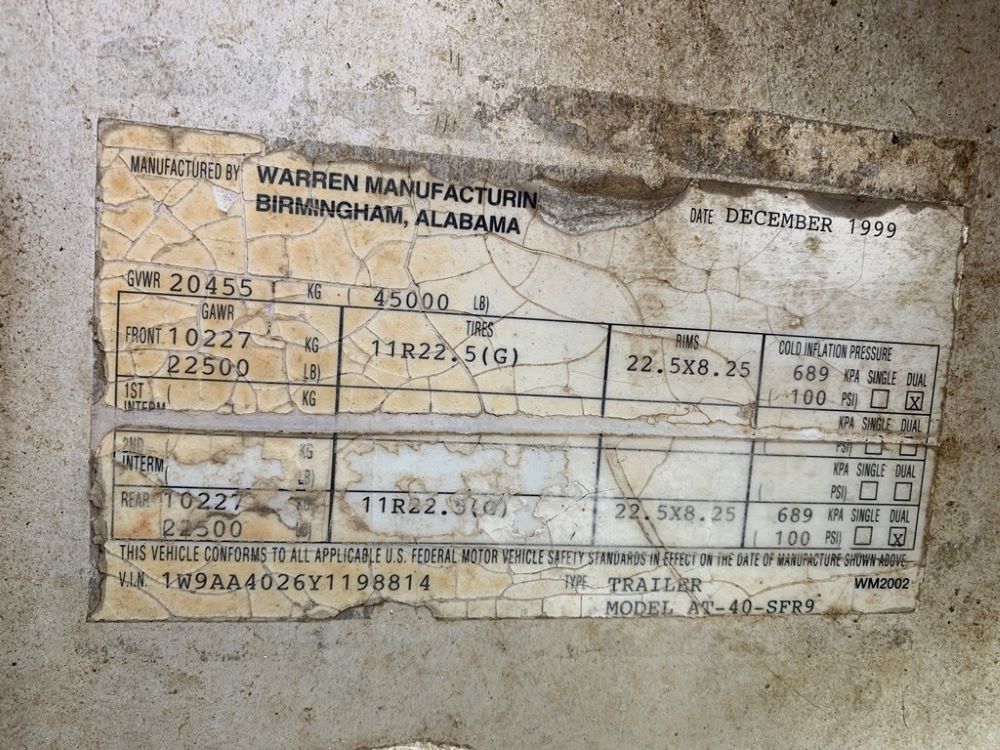 MANUFACTURED BY WARREN MANUFACTURIN
BIRMINGHAM, ALABAMA
DATE DECEMBER 1999
GVWR 20455 KG ( 45000 LB)
GAWR TIRES RIMS COLD INFLATION PRESSURE
FRONT 10227 KG 11R22.5(G) 22.5X8.25 689 KPA SINGLE DUAL
22500 LB) ( 100 PSI) ☐ ☒
1ST ( KG KPA SINGLE DUAL
INTERM PSI) ☐ ☐
2ND ( KG KPA SINGLE DUAL
INTERM ( LB) ( PSI) ☐ ☐
REAR 10227 KG 11R22.5(G) 22.5X8.25 689 KPA SINGLE DUAL
22500 ( 100 PSI) ☐ ☒
THIS VEHICLE CONFORMS TO ALL APPLICABLE U.S. FEDERAL MOTOR VEHICLE SAFETY STANDARDS IN EFFECT ON THE DATE OF MANUFACTURE SHOWN ABOVE.
V.I.N. 1W9AA4026Y1198814 TYPE TRAILER WM2002
MODEL AT-40-SFR9